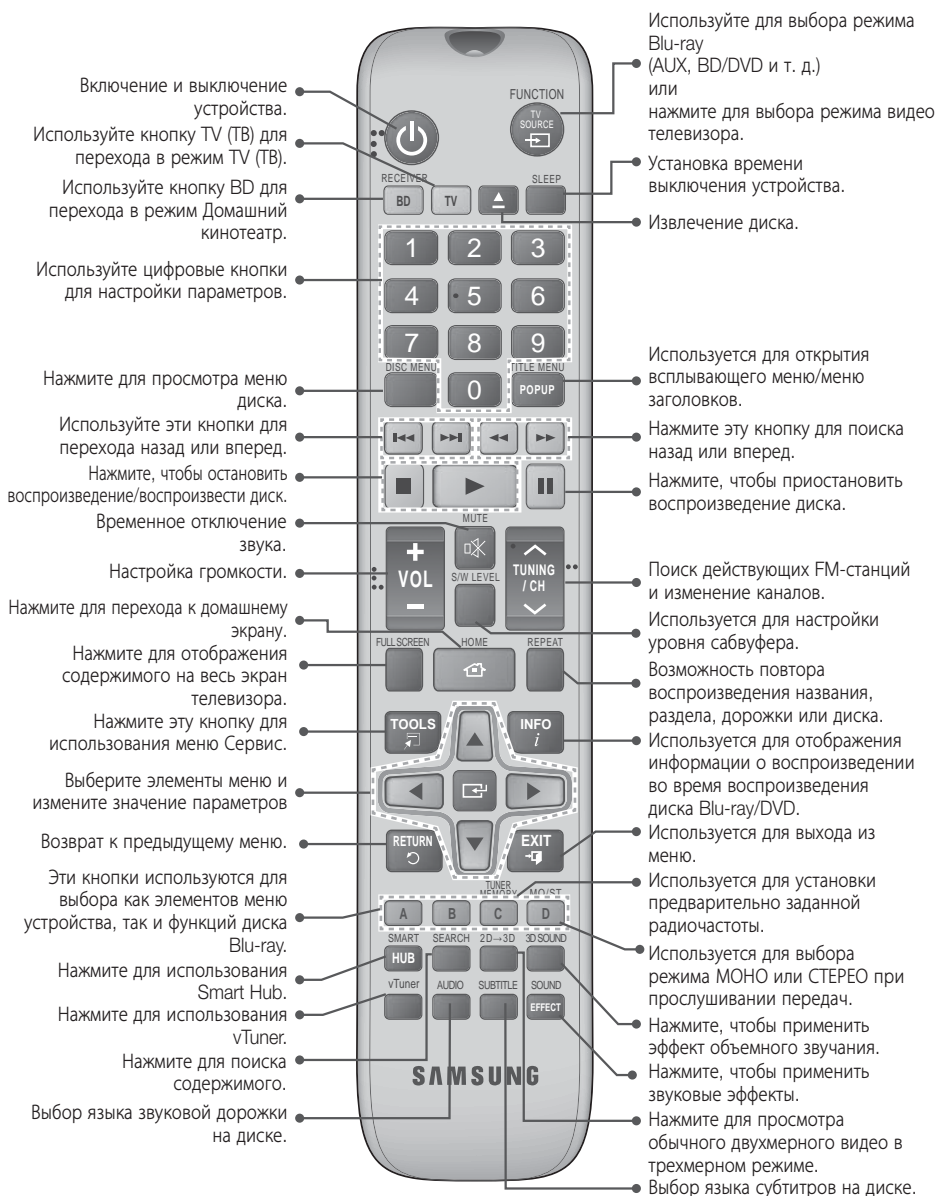 Включение и выключение
устройства.
Используйте кнопку TV (ТВ) для
перехода в режим TV (ТВ).
Используйте кнопку BD для
перехода в режим Домашний
кинотеатр.
Используйте цифровые кнопки
для настройки параметров.
Нажмите для просмотра меню
диска.
Используйте эти кнопки для
перехода назад или вперед.
Нажмите, чтобы остановить
воспроизведение/воспроизвести диск.
Временное отключение
звука.
Настройка громкости.
Нажмите для перехода к домашнему
экрану.
Нажмите для отображения
содержимого на весь экран
телевизора.
Нажмите эту кнопку для
использования меню Сервис.
Выберите элементы меню и
измените значение параметров
Возврат к предыдущему меню.
Эти кнопки используются для
выбора как элементов меню
устройства, так и функций диска
Blu-ray.
Нажмите для использования
Smart Hub.
Нажмите для использования
vTuner.
Нажмите для поиска
содержимого.
Выбор языка звуковой дорожки
на диске.
FUNCTION
TV
SOURCE
RECEIVER
SLEEP
BD
TV
1
2
3
4
5
6
7
8
9
DISC MENU
TITLE MENU
0
POPUP
MUTE
+
VOL
−
S/W LEVEL
TUNING
/ CH
FULL SCREEN
HOME
REPEAT
TOOLS
INFO
i
RETURN
EXIT
TUNER
MEMORY
MO/ST
A
B
C
D
SMART
SEARCH
2D→3D
3D SOUND
HUB
vTuner
AUDIO
SUBTITLE
SOUND
EFFECT
SAMSUNG
Используйте для выбора режима
Blu-ray
(AUX, BD/DVD и т. д.)
или
нажмите для выбора режима видео
телевизора.
Установка времени
выключения устройства.
Извлечение диска.
Используется для открытия
всплывающего меню/меню
заголовков.
Нажмите эту кнопку для поиска
назад или вперед.
Нажмите, чтобы приостановить
воспроизведение диска.
Поиск действующих FM-станций
и изменение каналов.
Используется для настройки
уровня сабвуфера.
Возможность повтора
воспроизведения названия,
раздела, дорожки или диска.
Используется для отображения
информации о воспроизведении
во время воспроизведения
диска Blu-ray/DVD.
Используется для выхода из
меню.
Используется для установки
предварительно заданной
радиочастоты.
Используется для выбора
режима МОНО или СТЕРЕО при
прослушивании передач.
Нажмите, чтобы применить
эффект объемного звучания.
Нажмите, чтобы применить
звуковые эффекты.
Нажмите для просмотра
обычного двухмерного видео в
трехмерном режиме.
Выбор языка субтитров на диске.